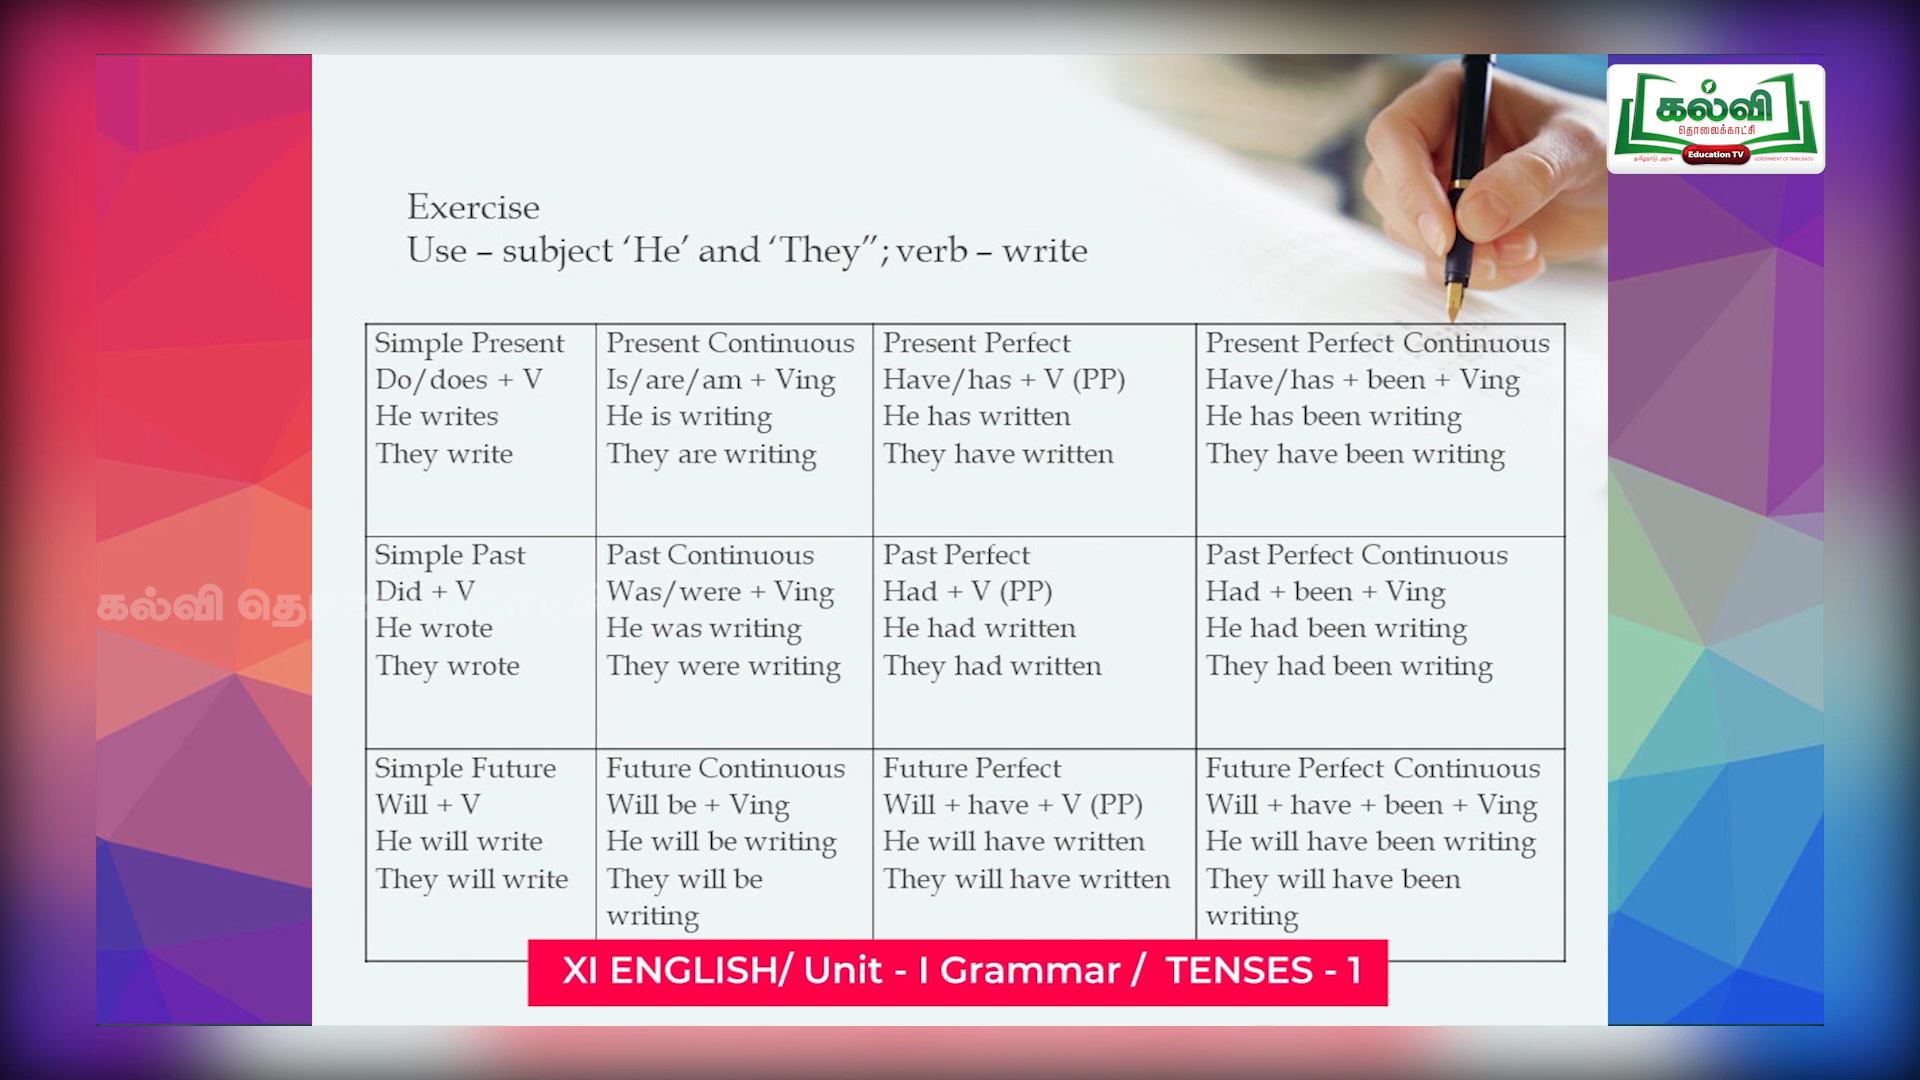 கல்வி
தொலைக்காட்சி
தமிழ்நாடு அரசு
Education TV
GOVERNMENT OF TAMILNADU
Exercise
Use – subject ‘He’ and ‘They”; verb – write
Simple Present
Do/does + V
He writes
They write
Present Continuous
Is/are/am + Ving
He is writing
They are writing
Present Perfect
Have/has + V (PP)
He has written
They have written
Present Perfect Continuous
Have/has + been + Ving
He has been writing
They have been writing
Simple Past
Did + V
He wrote
They wrote
Past Continuous
Was/were + Ving
He was writing
They were writing
Past Perfect
Had + V (PP)
He had written
They had written
Past Perfect Continuous
Had + been + Ving
He had been writing
They had been writing
Simple Future
Will + V
He will write
They will write
Future Continuous
Will be + Ving
He will be writing
They will be
writing
Future Perfect
Will + have + V (PP)
He will have written
They will have written
Future Perfect Continuous
Will + have + been + Ving
He will have been writing
They will have been
writing
கல்வி தொலைக்காட்சி
XI ENGLISH/ Unit - I Grammar / TENSES - 1